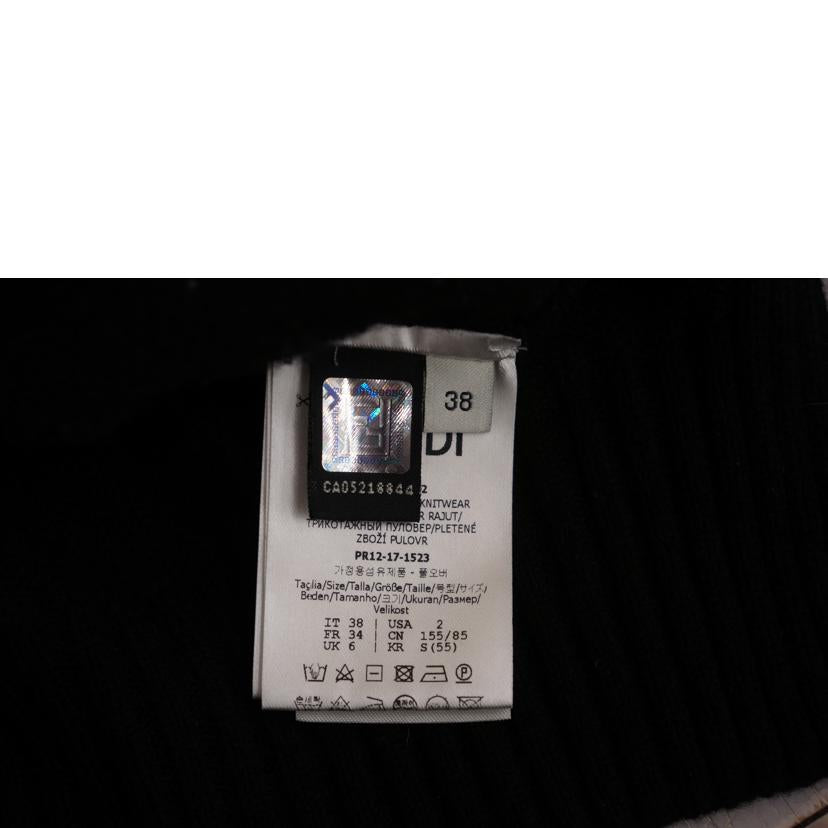 38
DI
CA05218844
2
KNITWEAR
R RAJUT/
ТРИКОТАЖНЫЙ ПУЛОВЕР/PLETENÉ
ZBOŽÍ PULOVR
PR12-17-1523
가정용섬유제품 - 풀오버
Taglia/Size/Talla/Größe/Taille/号型/サイズ/
Beden/Tamanho/크기/Ukuran/Размер/
Velikost
IT 38 | USA 2
FR 34 | CN 155/85
UK 6 | KR S(55)